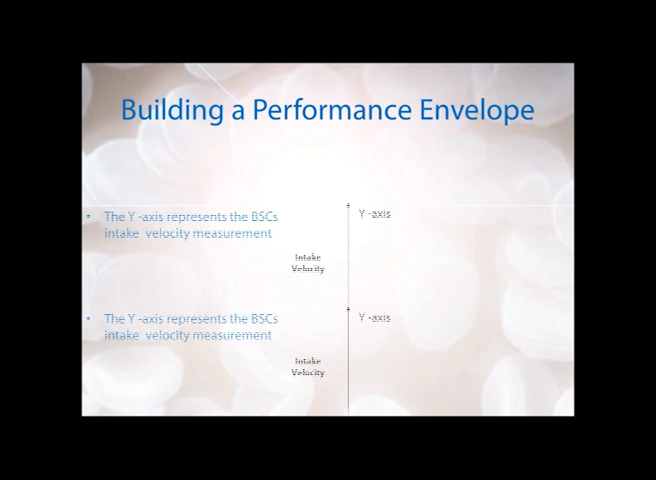 Building a Performance Envelope
• The Y -axis represents the BSCs
intake velocity measurement
Y -axis
Intake
Velocity
• The Y -axis represents the BSCs
intake velocity measurement
Y -axis
Intake
Velocity